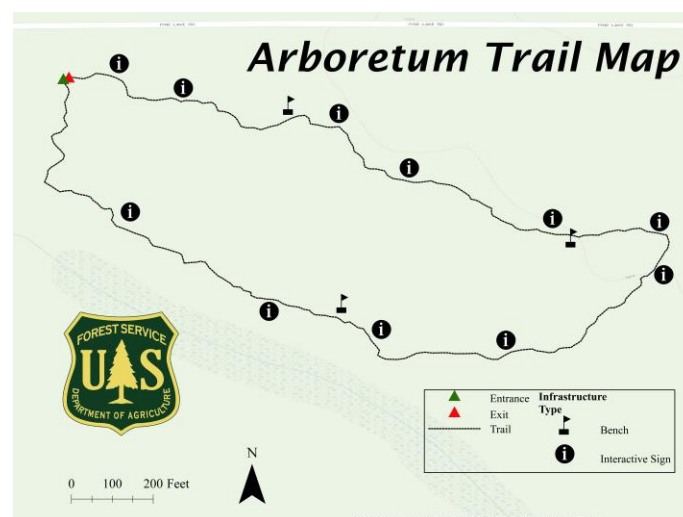 Arboretum Trail Map
FOREST SERVICE
U S
DEPARTMENT OF AGRICULTURE
Entrance
Exit
Trail
Infrastructure
Type
Bench
Interactive Sign
N
0 100 200 Feet